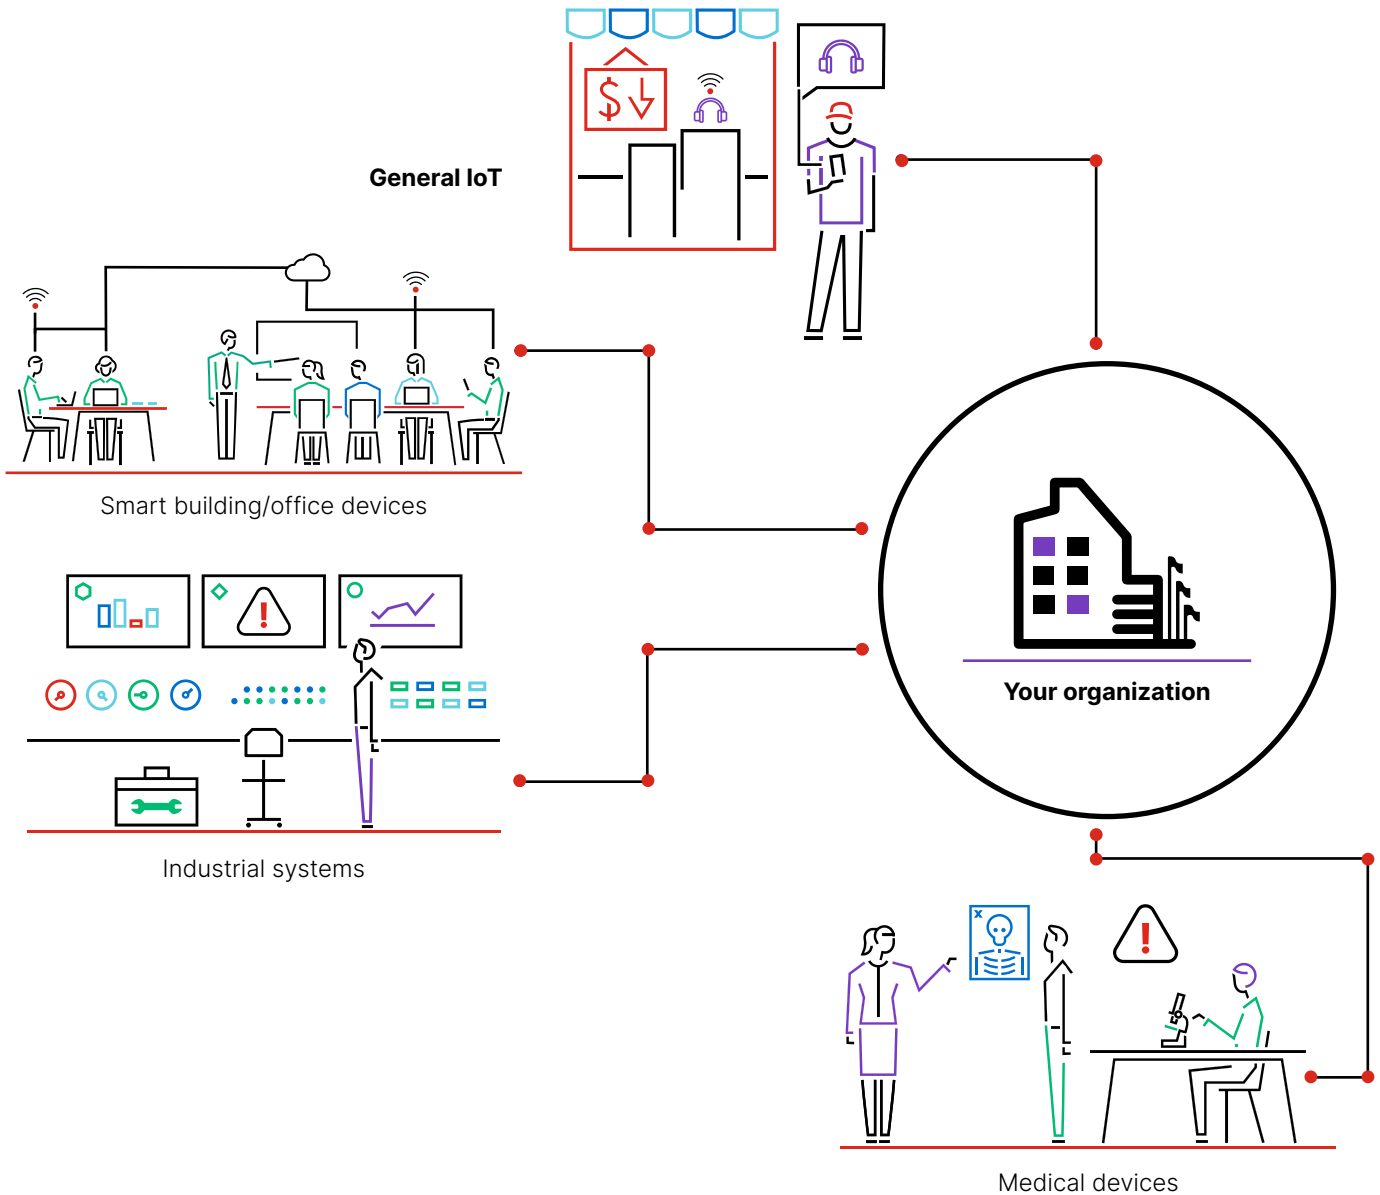 $
General IoT
Smart building/office devices
Your organization
Industrial systems
x
Medical devices